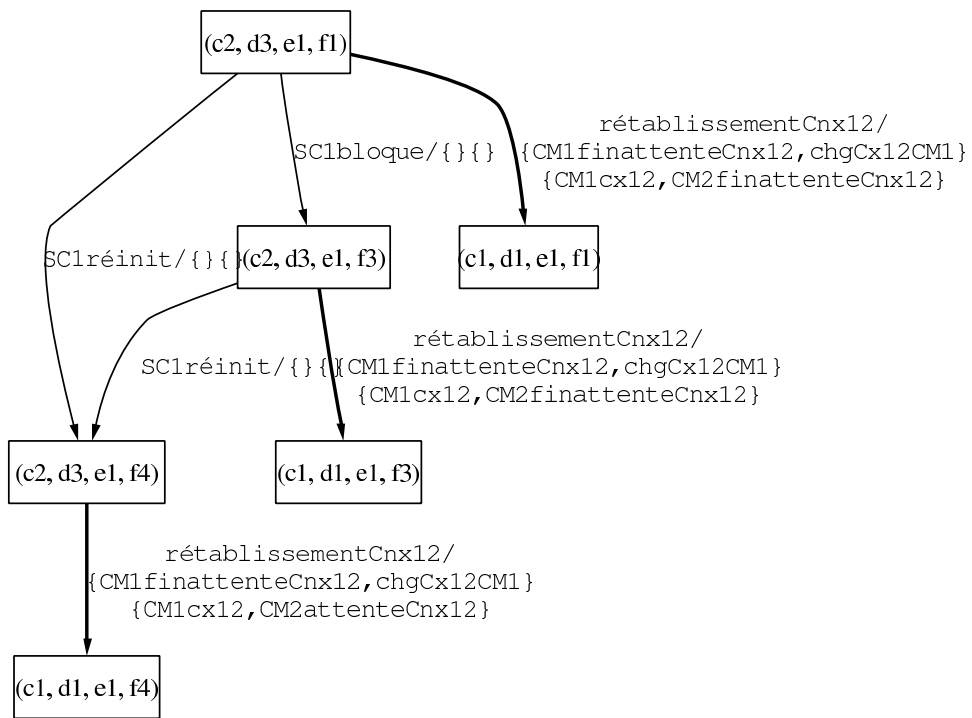 (c2, d3, e1, f1)
rétablissementCnx12/
SC1bloque/{}{}
{CM1finattenteCnx12,chgCx12CM1}
{CM1cx12,CM2finattenteCnx12}
SC1réinit/{}{}
(c2, d3, e1, f3)
(c1, d1, e1, f1)
rétablissementCnx12/
SC1réinit/{}{}
{CM1finattenteCnx12,chgCx12CM1}
{CM1cx12,CM2finattenteCnx12}
(c2, d3, e1, f4)
(c1, d1, e1, f3)
rétablissementCnx12/
{CM1finattenteCnx12,chgCx12CM1}
{CM1cx12,CM2attenteCnx12}
(c1, d1, e1, f4)